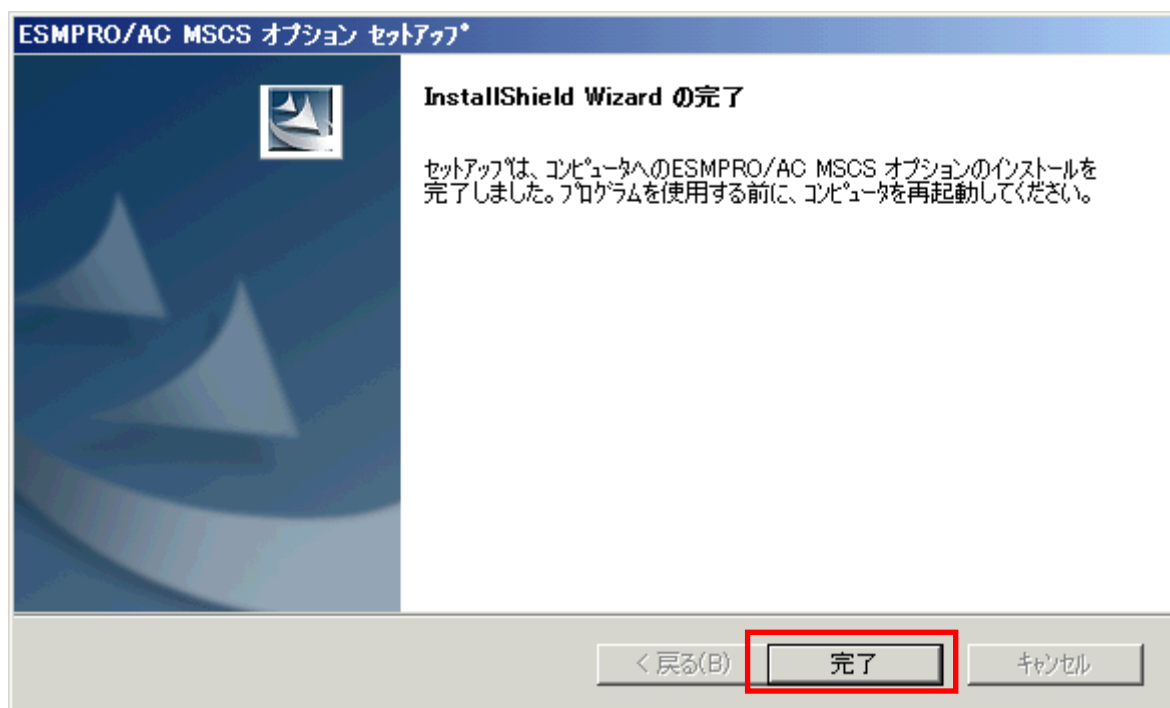 ESMPRO/AC MSCS オプション セットアップ
InstallShield Wizard の完了
セットアップは、コンピュータへのESMPRO/AC MSCS オプションのインストールを
完了しました。プログラムを使用する前に、コンピュータを再起動してください。
< 戻る(B)
完了
キャンセル